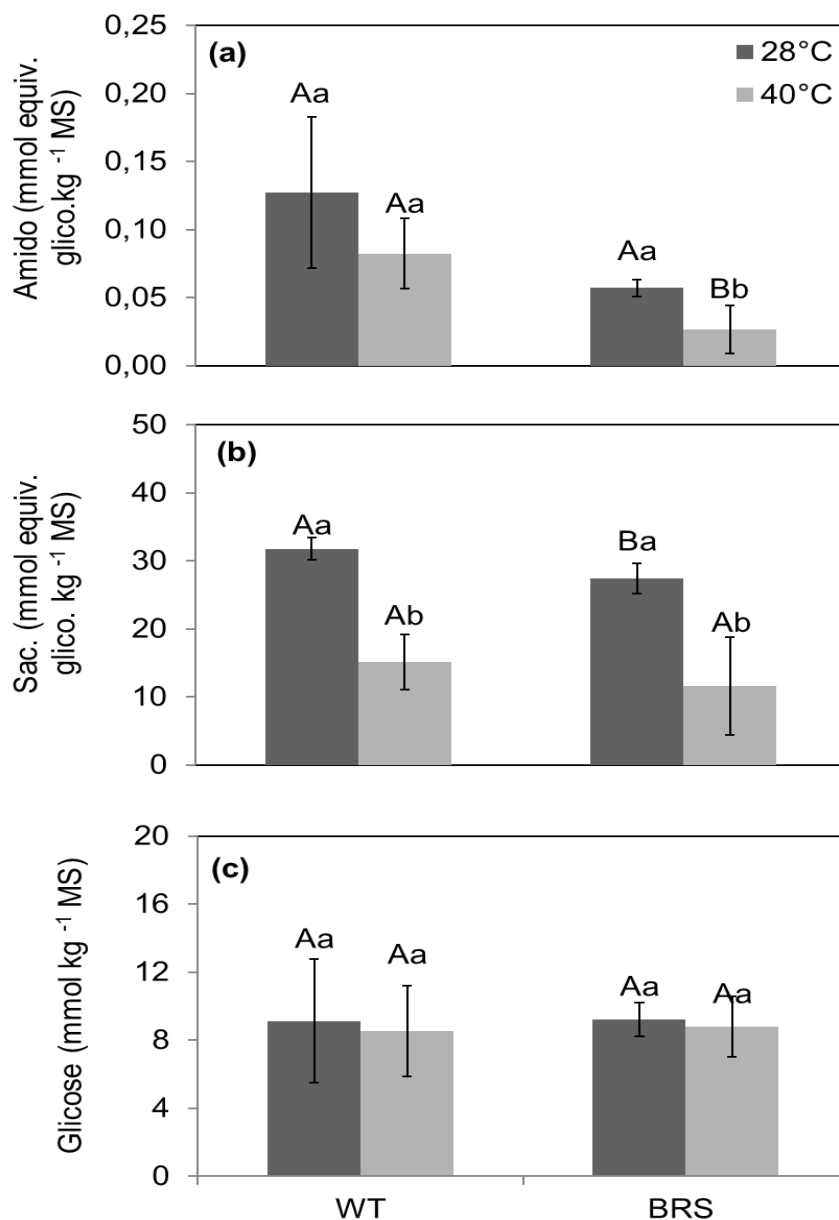 Amido (mmol equiv.
glico.kg ⁻¹ MS)
0,25
0,20
0,15
0,10
0,05
0,00
(a)
28°C
40°C
Aa
Aa
Aa
Bb
Sac. (mmol equiv.
glico. kg ⁻¹ MS)
50
40
30
20
10
0
(b)
Aa
Ab
Ba
Ab
Glicose (mmol kg ⁻¹ MS)
20
16
12
8
4
0
(c)
Aa
Aa
Aa
Aa
WT
BRS